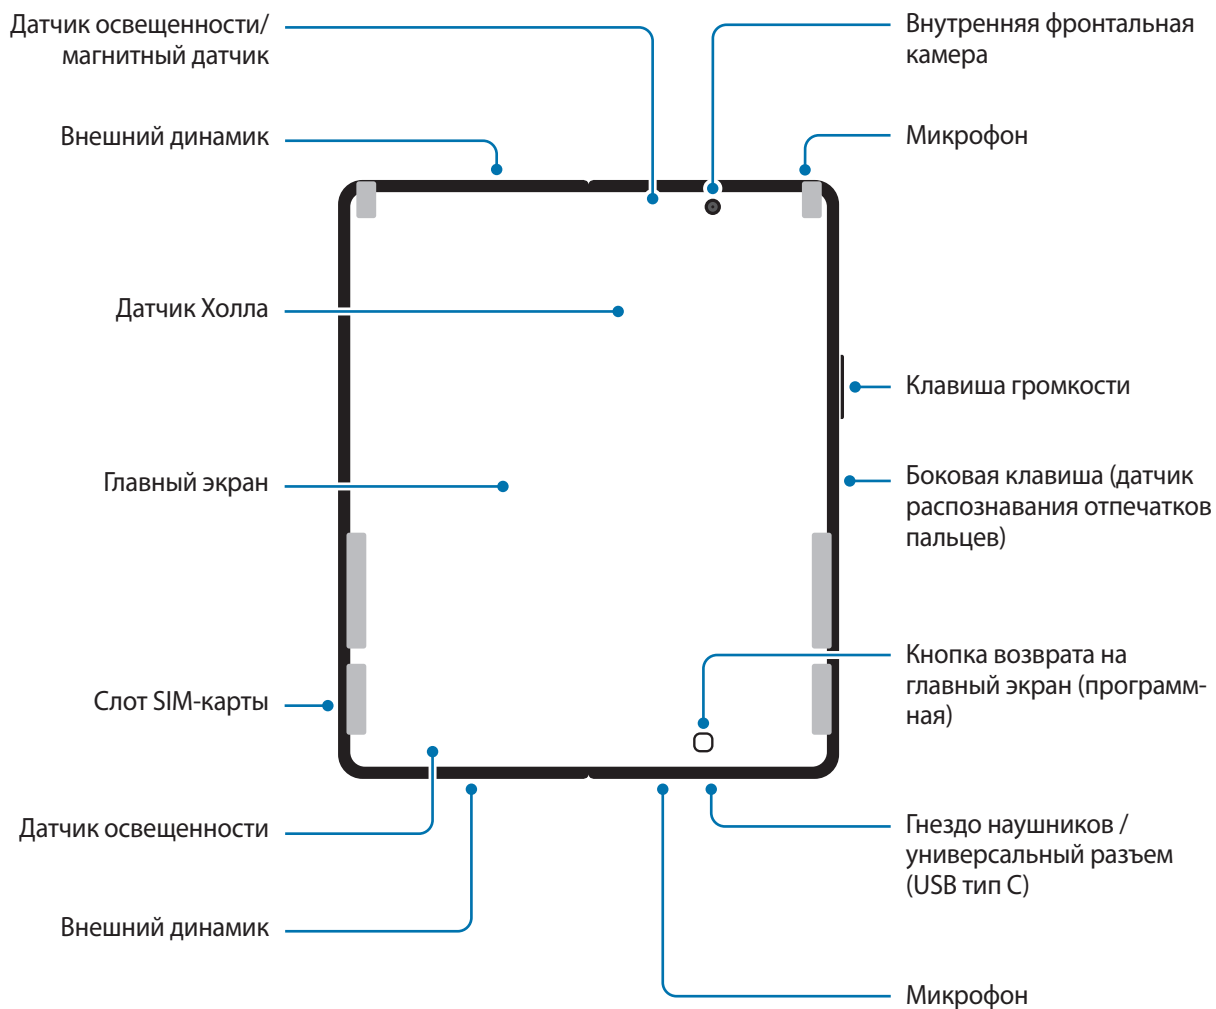 Датчик освещенности/
магнитный датчик
Внешний динамик
Датчик Холла
Главный экран
Слот SIM-карты
Датчик освещенности
Внешний динамик
Внутренняя фронтальная
камера
Микрофон
Клавиша громкости
Боковая клавиша (датчик
распознавания отпечатков
пальцев)
Кнопка возврата на
главный экран (программ-
ная)
Гнездо наушников /
универсальный разъем
(USB тип C)
Микрофон